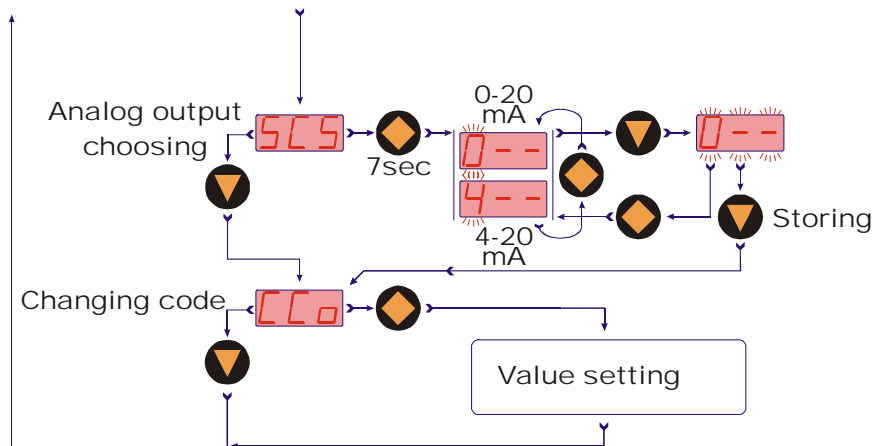 0-20
mA
Analog output
choosing
SCS
7sec
0--
4--
0--
4-20
mA
Storing
Changing code
CCo
Value setting